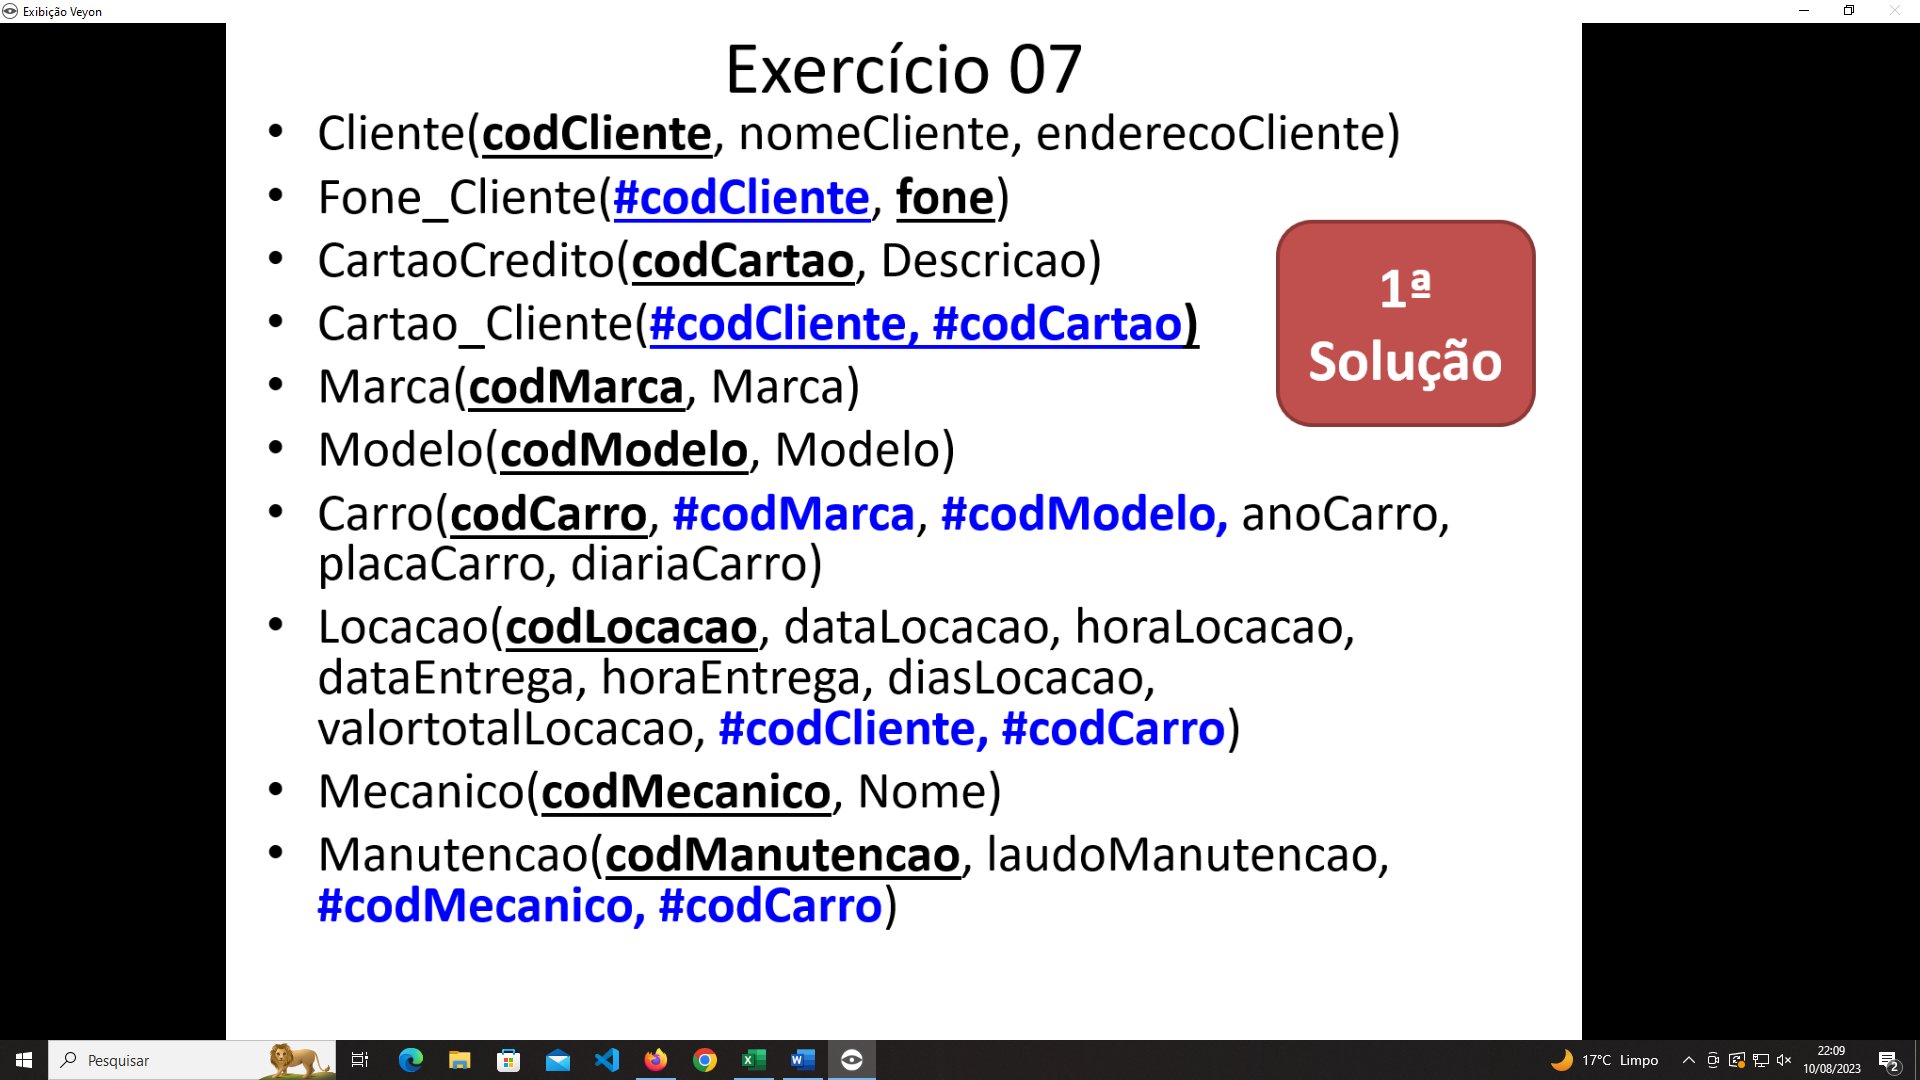 Exibição Veyon
Exercício 07
• Cliente(codCliente, nomeCliente, enderecoCliente)
• Fone_Cliente(#codCliente, fone)
• CartaoCredito(codCartao, Descricao)
• Cartao_Cliente(#codCliente, #codCartao)
• Marca(codMarca, Marca)
• Modelo(codModelo, Modelo)
• Carro(codCarro, #codMarca, #codModelo, anoCarro,
placaCarro, diariaCarro)
• Locacao(codLocacao, dataLocacao, horaLocacao,
dataEntrega, horaEntrega, diasLocacao,
valortotalLocacao, #codCliente, #codCarro)
• Mecanico(codMecanico, Nome)
• Manutencao(codManutencao, laudoManutencao,
#codMecanico, #codCarro)
1ª
Solução
Pesquisar
17°C Limpo
22:09
10/08/2023
2